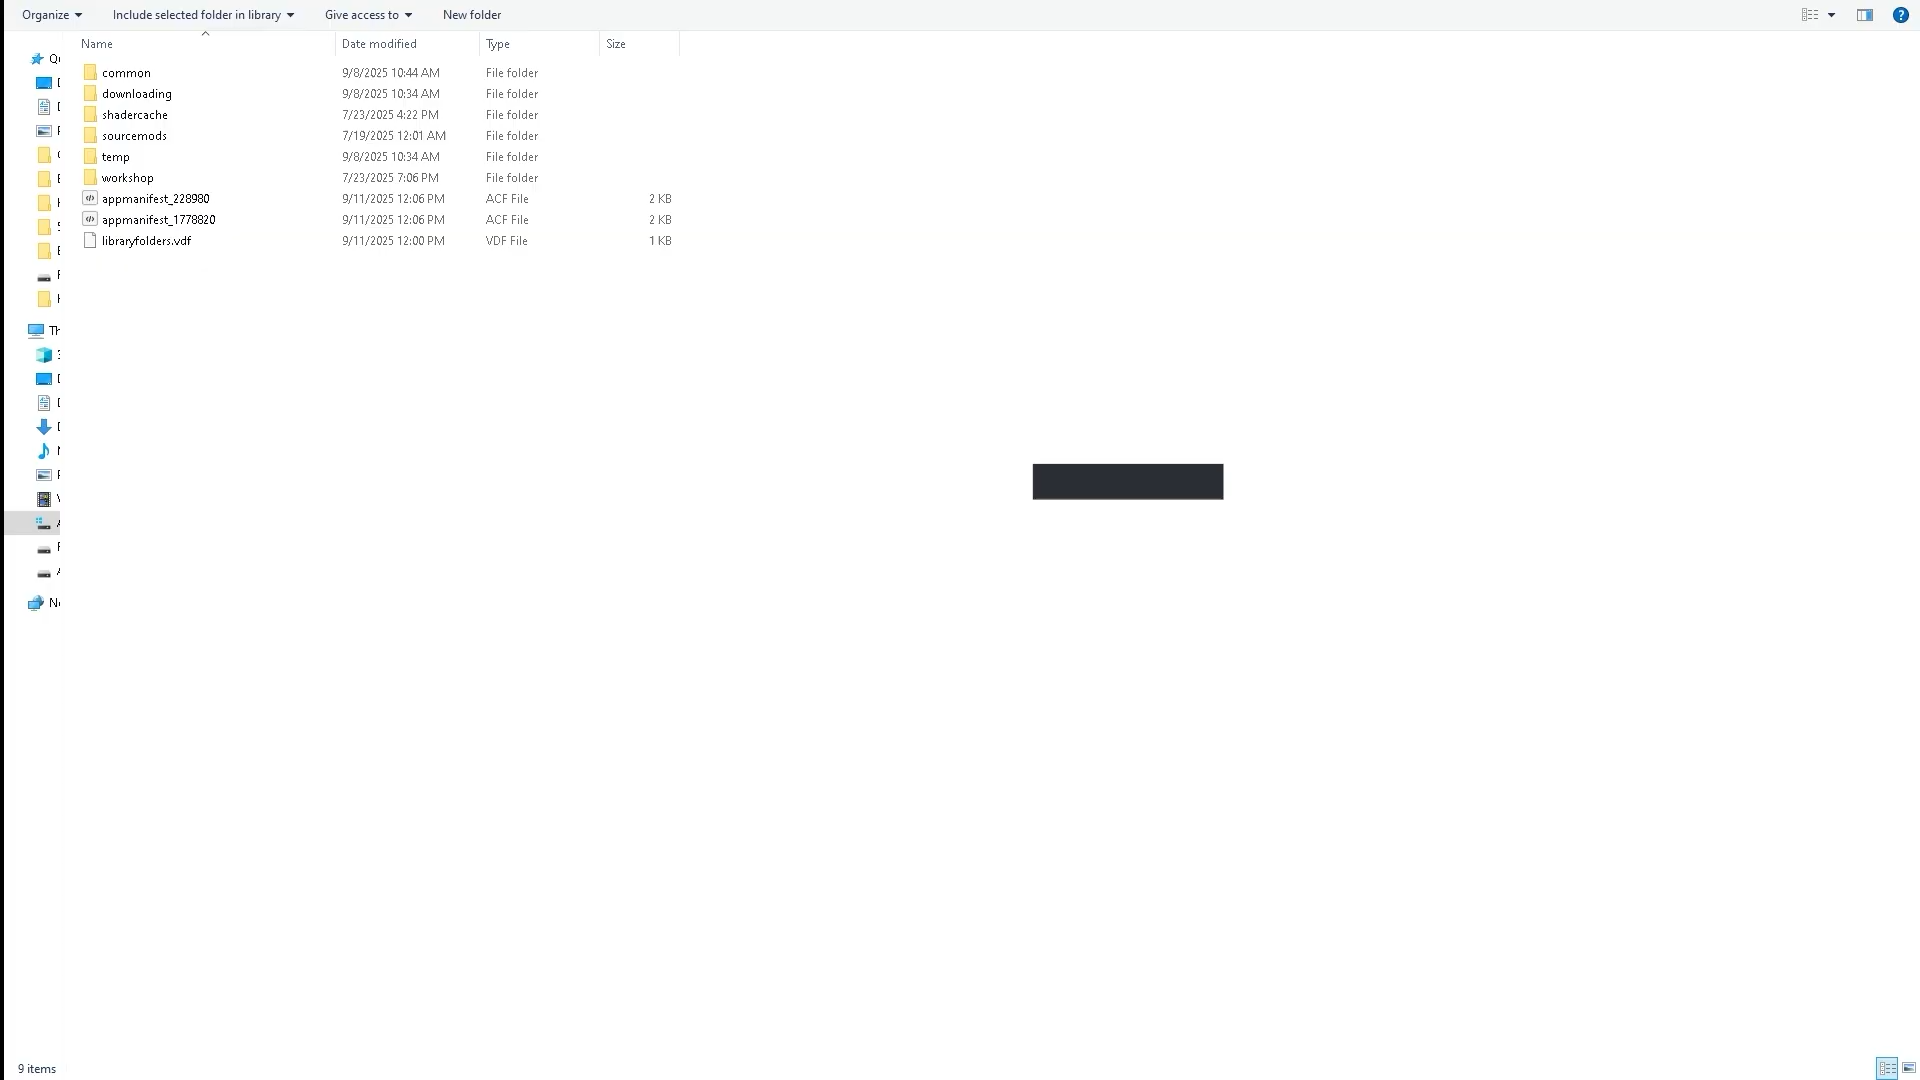 Organize Include selected folder in library Give access to New folder
Name Date modified Type Size
common 9/8/2025 10:44 AM File folder
downloading 9/8/2025 10:34 AM File folder
shadercache 7/23/2025 4:22 PM File folder
sourcemods 7/19/2025 12:01 AM File folder
temp 9/8/2025 10:34 AM File folder
workshop 7/23/2025 7:06 PM File folder
appmanifest_228980 9/11/2025 12:06 PM ACF File 2 KB
appmanifest_1778820 9/11/2025 12:06 PM ACF File 2 KB
libraryfolders.vdf 9/11/2025 12:00 PM VDF File 1 KB
9 items